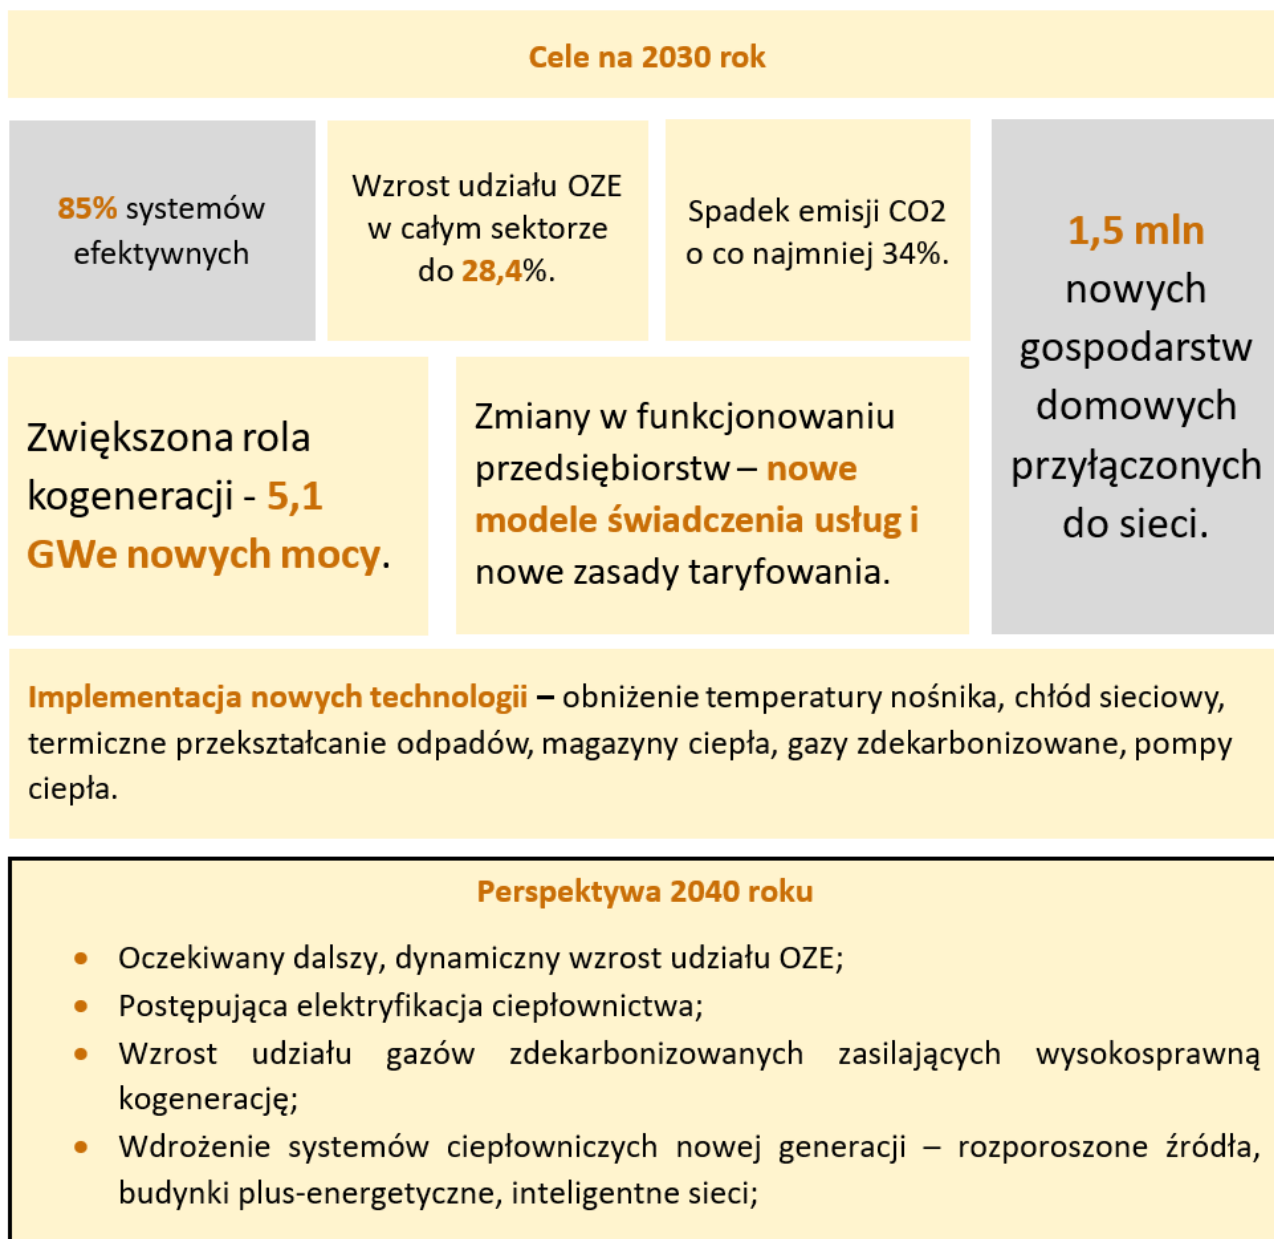 Cele na 2030 rok
85% systemów
efektywnych
Wzrost udziału OZE
w całym sektorze
do 28,4%.
Spadek emisji CO2
o co najmniej 34%.
1,5 mln
nowych
gospodarstw
domowych
przyłączonych
do sieci.
Zwiększona rola
kogeneracji - 5,1
GWe nowych mocy.
Zmiany w funkcjonowaniu
przedsiębiorstw – nowe
modele świadczenia usług i
nowe zasady taryfowania.
Implementacja nowych technologii – obniżenie temperatury nośnika, chłód sieciowy,
termiczne przekształcanie odpadów, magazyny ciepła, gazy zdekarbonizowane, pompy
ciepła.
Perspektywa 2040 roku
• Oczekiwany dalszy, dynamiczny wzrost udziału OZE;
• Postępująca elektryfikacja ciepłownictwa;
• Wzrost udziału gazów zdekarbonizowanych zasilających wysokosprawną
kogenerację;
• Wdrożenie systemów ciepłowniczych nowej generacji – rozporoszone źródła,
budynki plus-energetyczne, inteligentne sieci;